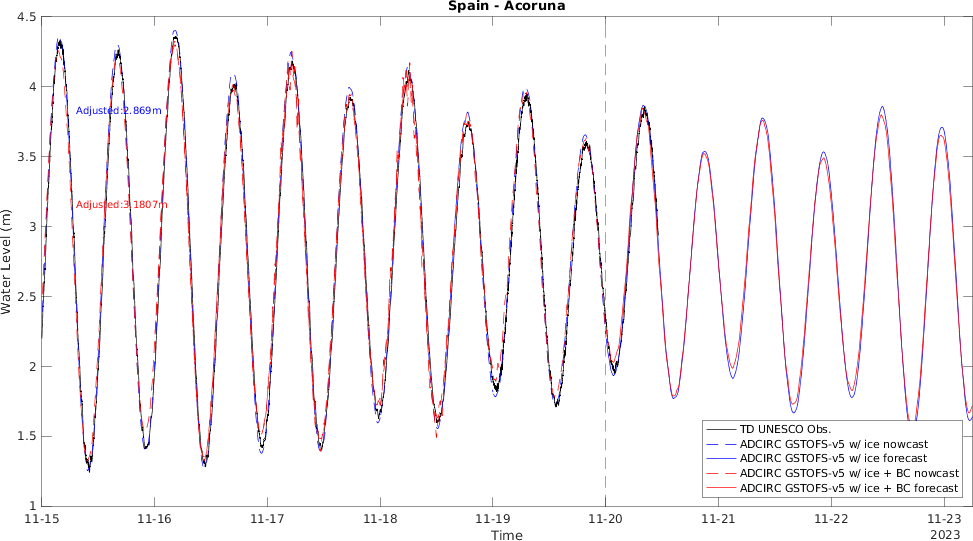 Spain - Acoruna
4.5
4
3.5
3
2.5
2
1.5
1
Water Level (m)
Adjusted:2.869m
Adjusted:3.1807m
TD UNESCO Obs.
ADCIRC GSTOFS-v5 w/ ice nowcast
ADCIRC GSTOFS-v5 w/ ice forecast
ADCIRC GSTOFS-v5 w/ ice + BC nowcast
ADCIRC GSTOFS-v5 w/ ice + BC forecast
11-15 11-16 11-17 11-18 11-19 11-20 11-21 11-22 11-23
Time
2023